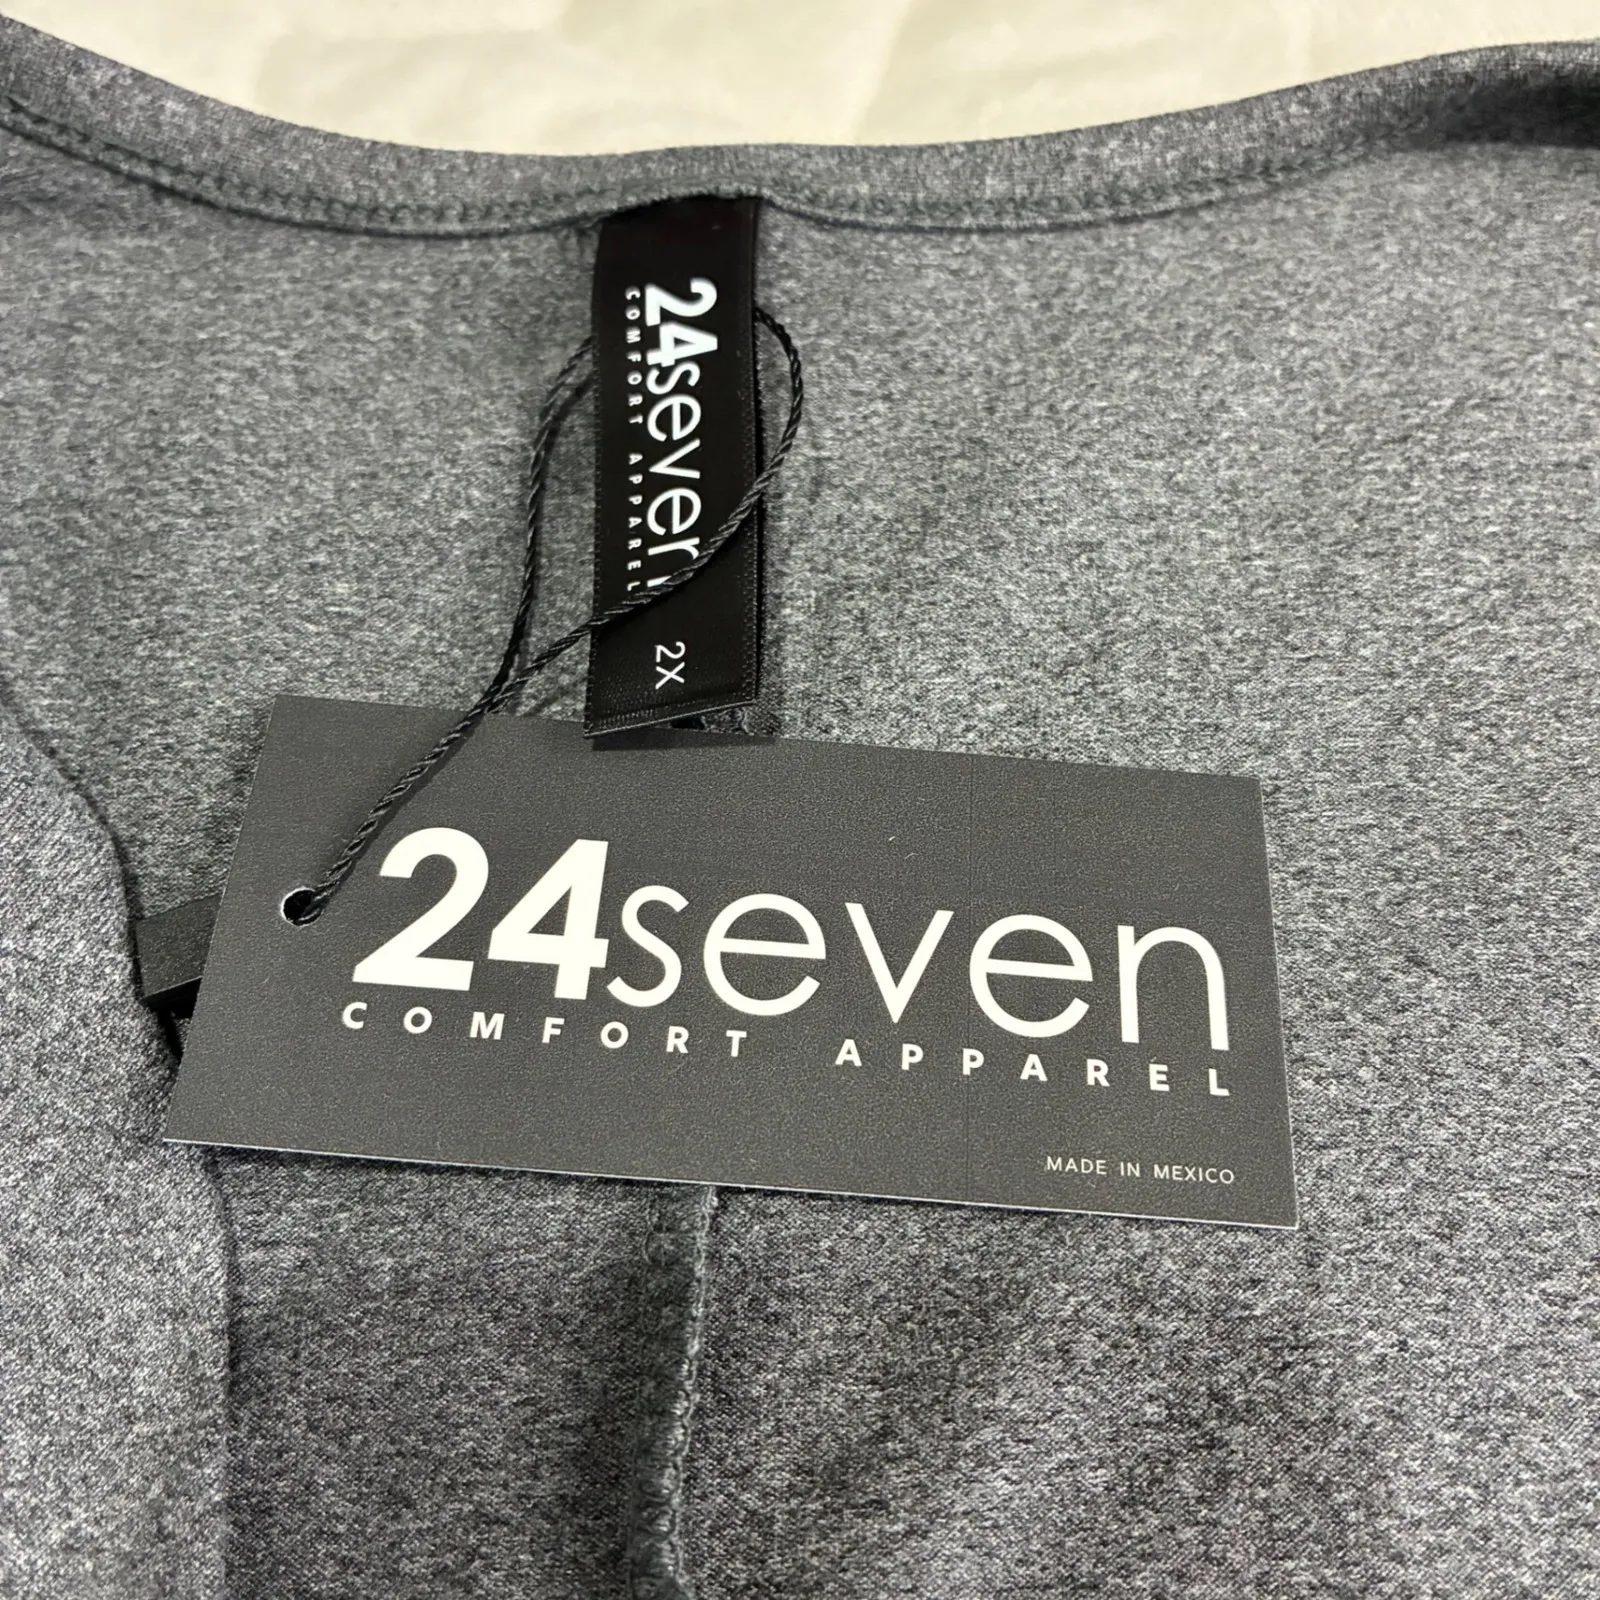 24seven
COMFORT APPAREL
2X
24seven
COMFORT APPAREL
MADE IN MEXICO